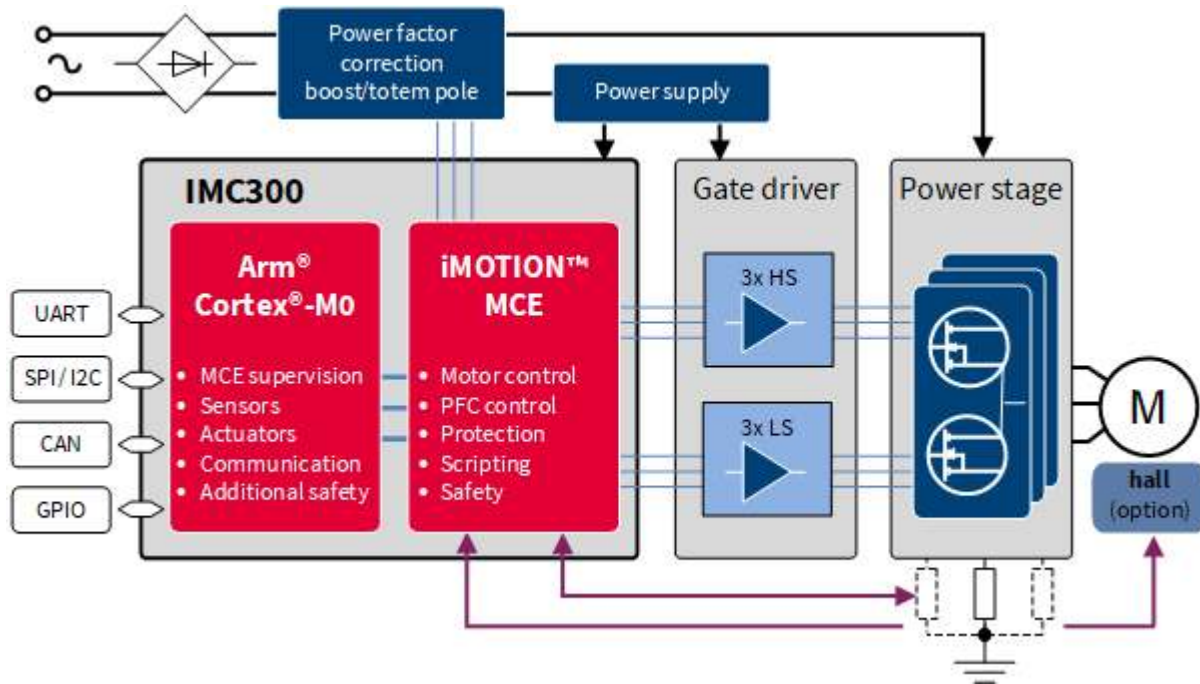 Power factor
correction
boost/totem pole
Power supply
IMC300
Gate driver
Power stage
Arm®
Cortex®-M0
• MCE supervision
• Sensors
• Actuators
• Communication
• Additional safety
iMOTION™
MCE
• Motor control
• PFC control
• Protection
• Scripting
• Safety
UART
SPI / I2C
CAN
GPIO
3x HS
3x LS
M
hall
(option)